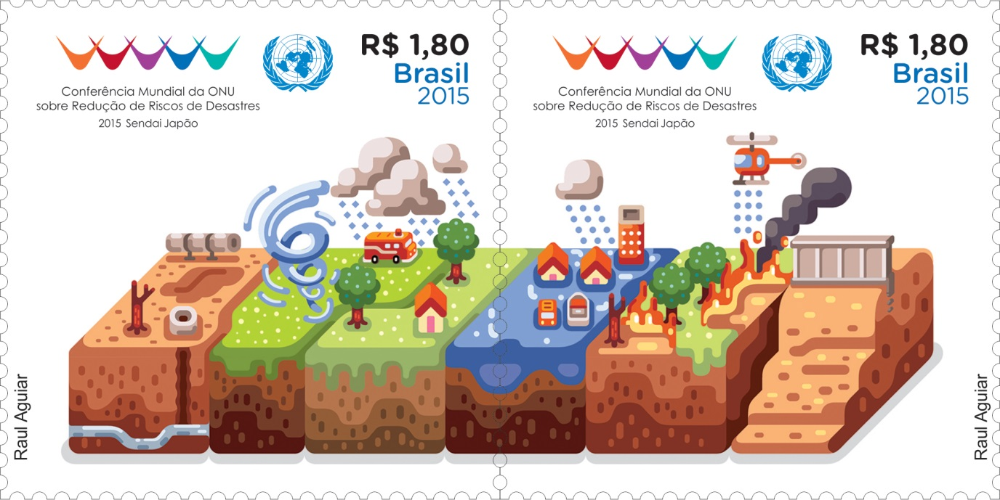 R$ 1,80
Brasil
2015
Conferência Mundial da ONU
sobre Redução de Riscos de Desastres
2015 Sendai Japão
Raul Aguiar
R$ 1,80
Brasil
2015
Conferência Mundial da ONU
sobre Redução de Riscos de Desastres
2015 Sendai Japão
Raul Aguiar